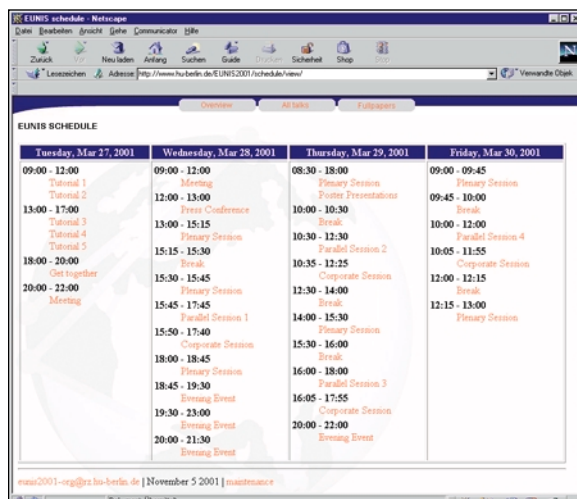 EUNIS schedule - Netscape
Datei Bearbeiten Ansicht Gehe Communicator Hilfe
Zurück Vor Neu laden Anfang Suchen Guide Drucken Sicherheit Shop Stop
Lesezeichen Adresse http://www.hu-berlin.de/EUNIS2001/schedule/view/ Verwandte Objek
Overview All talks Fullpapers
EUNIS SCHEDULE
Tuesday, Mar 27, 2001
09:00 - 12:00
Tutorial 1
Tutorial 2
13:00 - 17:00
Tutorial 3
Tutorial 4
Tutorial 5
18:00 - 20:00
Get together
20:00 - 22:00
Meeting
Wednesday, Mar 28, 2001
09:00 - 12:00
Meeting
12:00 - 13:00
Press Conference
13:00 - 15:15
Plenary Session
15:15 - 15:30
Break
15:30 - 15:45
Plenary Session
15:45 - 17:45
Parallel Session 1
15:50 - 17:40
Corporate Session
18:00 - 18:45
Plenary Session
18:45 - 19:30
Evening Event
19:30 - 23:00
Evening Event
20:00 - 21:30
Evening Event
Thursday, Mar 29, 2001
08:30 - 18:00
Plenary Session
Poster Presentations
10:00 - 10:30
Break
10:30 - 12:30
Parallel Session 2
10:35 - 12:25
Corporate Session
12:30 - 14:00
Break
14:00 - 15:30
Plenary Session
15:30 - 16:00
Break
16:00 - 18:00
Parallel Session 3
16:05 - 17:55
Corporate Session
20:00 - 22:00
Evening Event
Friday, Mar 30, 2001
09:00 - 09:45
Plenary Session
09:45 - 10:00
Break
10:00 - 12:00
Parallel Session 4
10:05 - 11:55
Corporate Session
12:00 - 12:15
Break
12:15 - 13:00
Plenary Session
eunis2001-org@rz.hu-berlin.de | November 5 2001 | maintenance